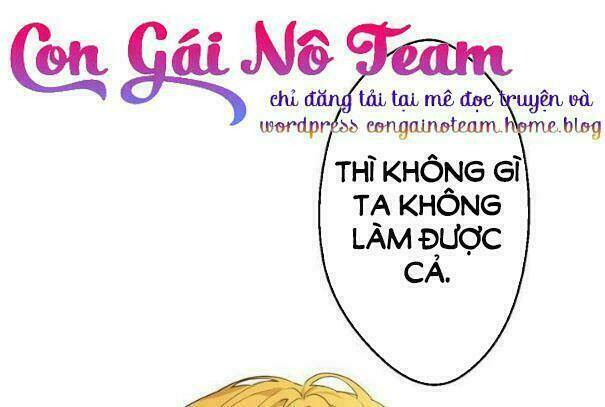 Con Gái Nô Team
chỉ đăng tải tại mê đọc truyện và
wordpress congainoteam.home.blog
THÌ KHÔNG GÌ
TA KHÔNG
LÀM ĐƯỢC
CẢ.